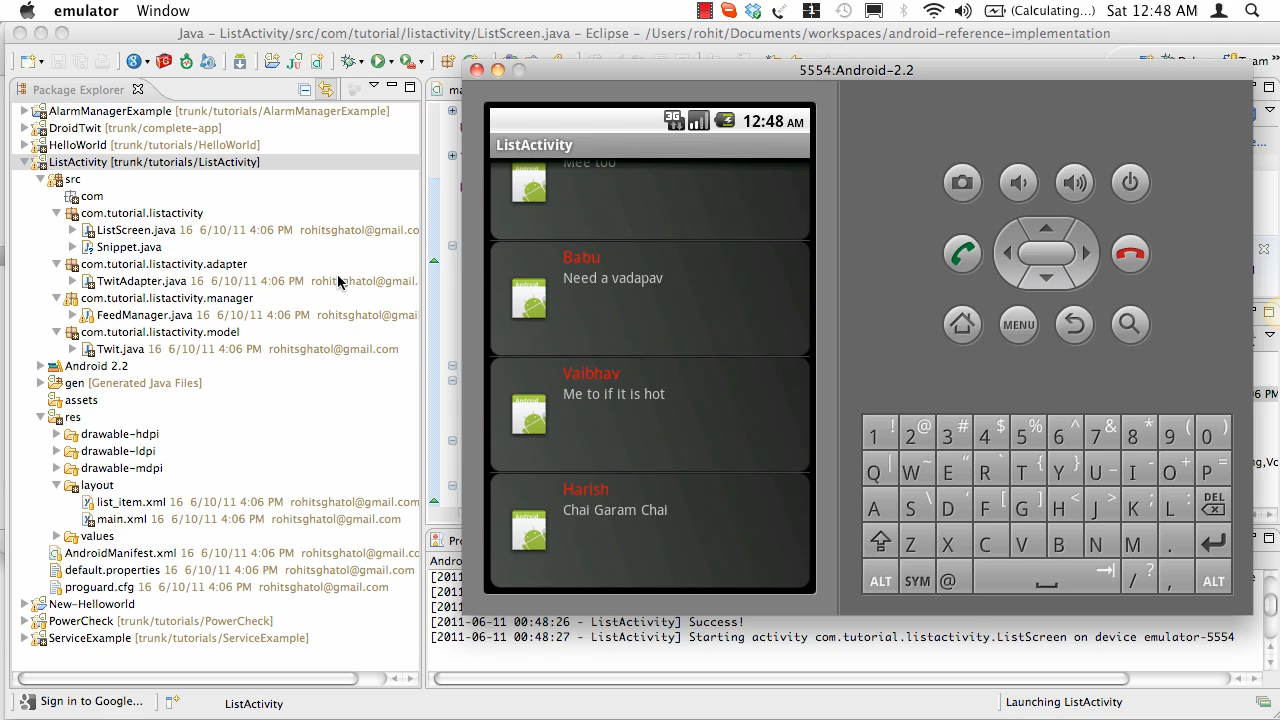 emulator Window (Calculating...) Sat 12:48 AM
Java - ListActivity/src/com/tutorial/listactivity/ListScreen.java - Eclipse - /Users/rohit/Documents/workspaces/android-reference-implementation
Package Explorer
AlarmManagerExample [trunk/tutorials/AlarmManagerExample]
DroidTwit [trunk/complete-app]
HelloWorld [trunk/tutorials/HelloWorld]
ListActivity [trunk/tutorials/ListActivity]
src
com
com.tutorial.listactivity
ListScreen.java 16 6/10/11 4:06 PM rohitsghatol@gmail.co
Snippet.java
com.tutorial.listactivity.adapter
TwitAdapter.java 16 6/10/11 4:06 PM rohitsghatol@gmail.
com.tutorial.listactivity.manager
FeedManager.java 16 6/10/11 4:06 PM rohitsghatol@gmai
com.tutorial.listactivity.model
Twit.java 16 6/10/11 4:06 PM rohitsghatol@gmail.com
Android 2.2
gen [Generated Java Files]
assets
res
drawable-hdpi
drawable-ldpi
drawable-mdpi
layout
list_item.xml 16 6/10/11 4:06 PM rohitsghatol@gmail.com
main.xml 16 6/10/11 4:06 PM rohitsghatol@gmail.com
values
AndroidManifest.xml 16 6/10/11 4:06 PM rohitsghatol@gmail.com
default.properties 16 6/10/11 4:06 PM rohitsghatol@gmail.com
proguard.cfg 16 6/10/11 4:06 PM rohitsghatol@gmail.com
New-Helloworld
PowerCheck [trunk/tutorials/PowerCheck]
ServiceExample [trunk/tutorials/ServiceExample]
5554:Android-2.2
3G 12:48 AM
ListActivity
Mee too
Babu
Need a vadapav
Vaibhav
Me to if it is hot
Harish
Chai Garam Chai
MENU
1 ! 2 @ 3 # 4 $ 5 % 6 ^ 7 & 8 * 9 ( 0 )
Q W ~ E " R ` T { Y } U _ I - O + P =
A S \ D ' F [ G ] H < J > K ; L : DEL
Z X C V B N M .
ALT SYM @ / ? , ALT
[2011-06-11 00:48:26 - ListActivity] Success!
[2011-06-11 00:48:27 - ListActivity] Starting activity com.tutorial.listactivity.ListScreen on device emulator-5554
Sign in to Google...
ListActivity
Launching ListActivity